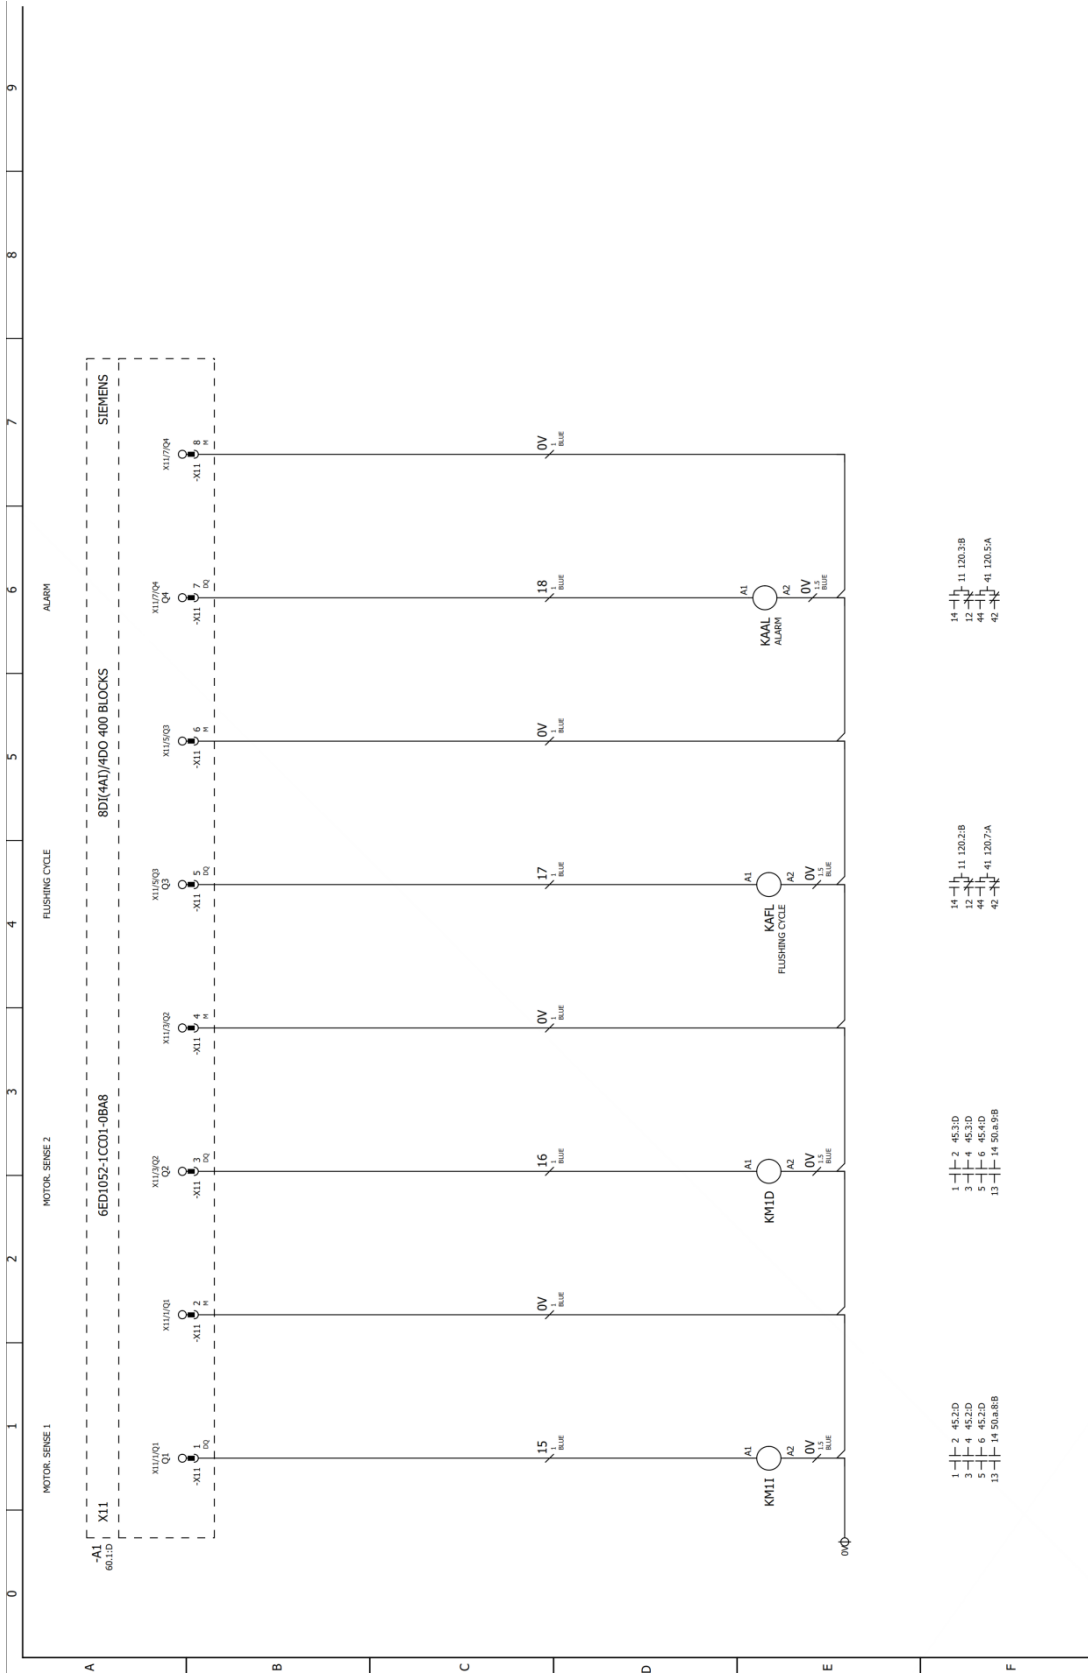 0 1 2 3 4 5 6 7 8 9
MOTOR. SENSE 1
MOTOR. SENSE 2
FLUSHING CYCLE
ALARM
A
-A1
60.1:D
X11
6ED1052-1CC01-0BA8
8DI(4AI)/4DO 400 BLOCKS
SIEMENS
X11/1/Q1
Q1
-X11
1
DQ
X11/1/Q1
-X11
2
M
X11/3/Q2
Q2
-X11
3
DQ
X11/3/Q2
-X11
4
M
X11/5/Q3
Q3
-X11
5
DQ
X11/5/Q3
-X11
6
M
X11/7/Q4
Q4
-X11
7
DQ
X11/7/Q4
-X11
8
M
B
C
15
1
BLUE
0V
1
BLUE
16
1
BLUE
0V
1
BLUE
17
1
BLUE
0V
1
BLUE
18
1
BLUE
0V
1
BLUE
D
E
KM1I
A1
A2
0V
1.5
BLUE
KM1D
A1
A2
0V
1.5
BLUE
KAFL
FLUSHING CYCLE
A1
A2
0V
1.5
BLUE
KAAL
ALARM
A1
A2
0V
1.5
BLUE
0V
F
1 2 45.2:D
3 4 45.2:D
5 6 45.2:D
13 14 50.a.8:B
1 2 45.3:D
3 4 45.3:D
5 6 45.4:D
13 14 50.a.9:B
14
12 11 120.2:B
44
42 41 120.7:A
14
12 11 120.3:B
44
42 41 120.5:A